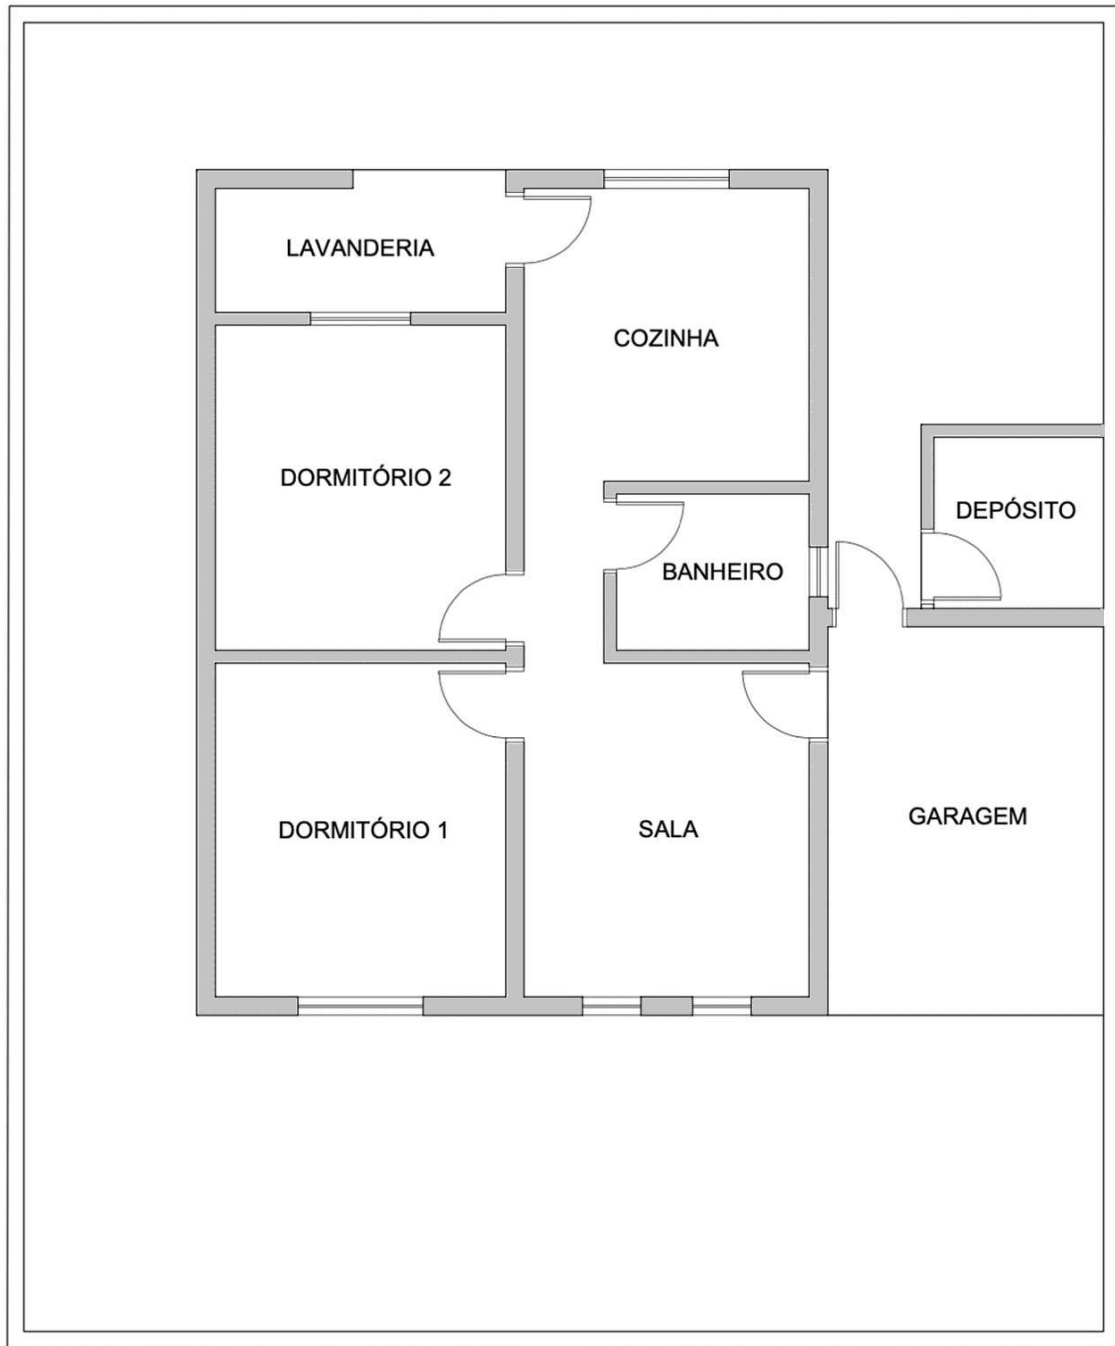 LAVANDERIA
COZINHA
DORMITÓRIO 2
DEPÓSITO
BANHEIRO
DORMITÓRIO 1
SALA
GARAGEM